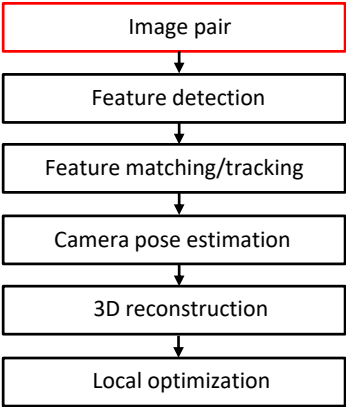 Image pair
Feature detection
Feature matching/tracking
Camera pose estimation
3D reconstruction
Local optimization